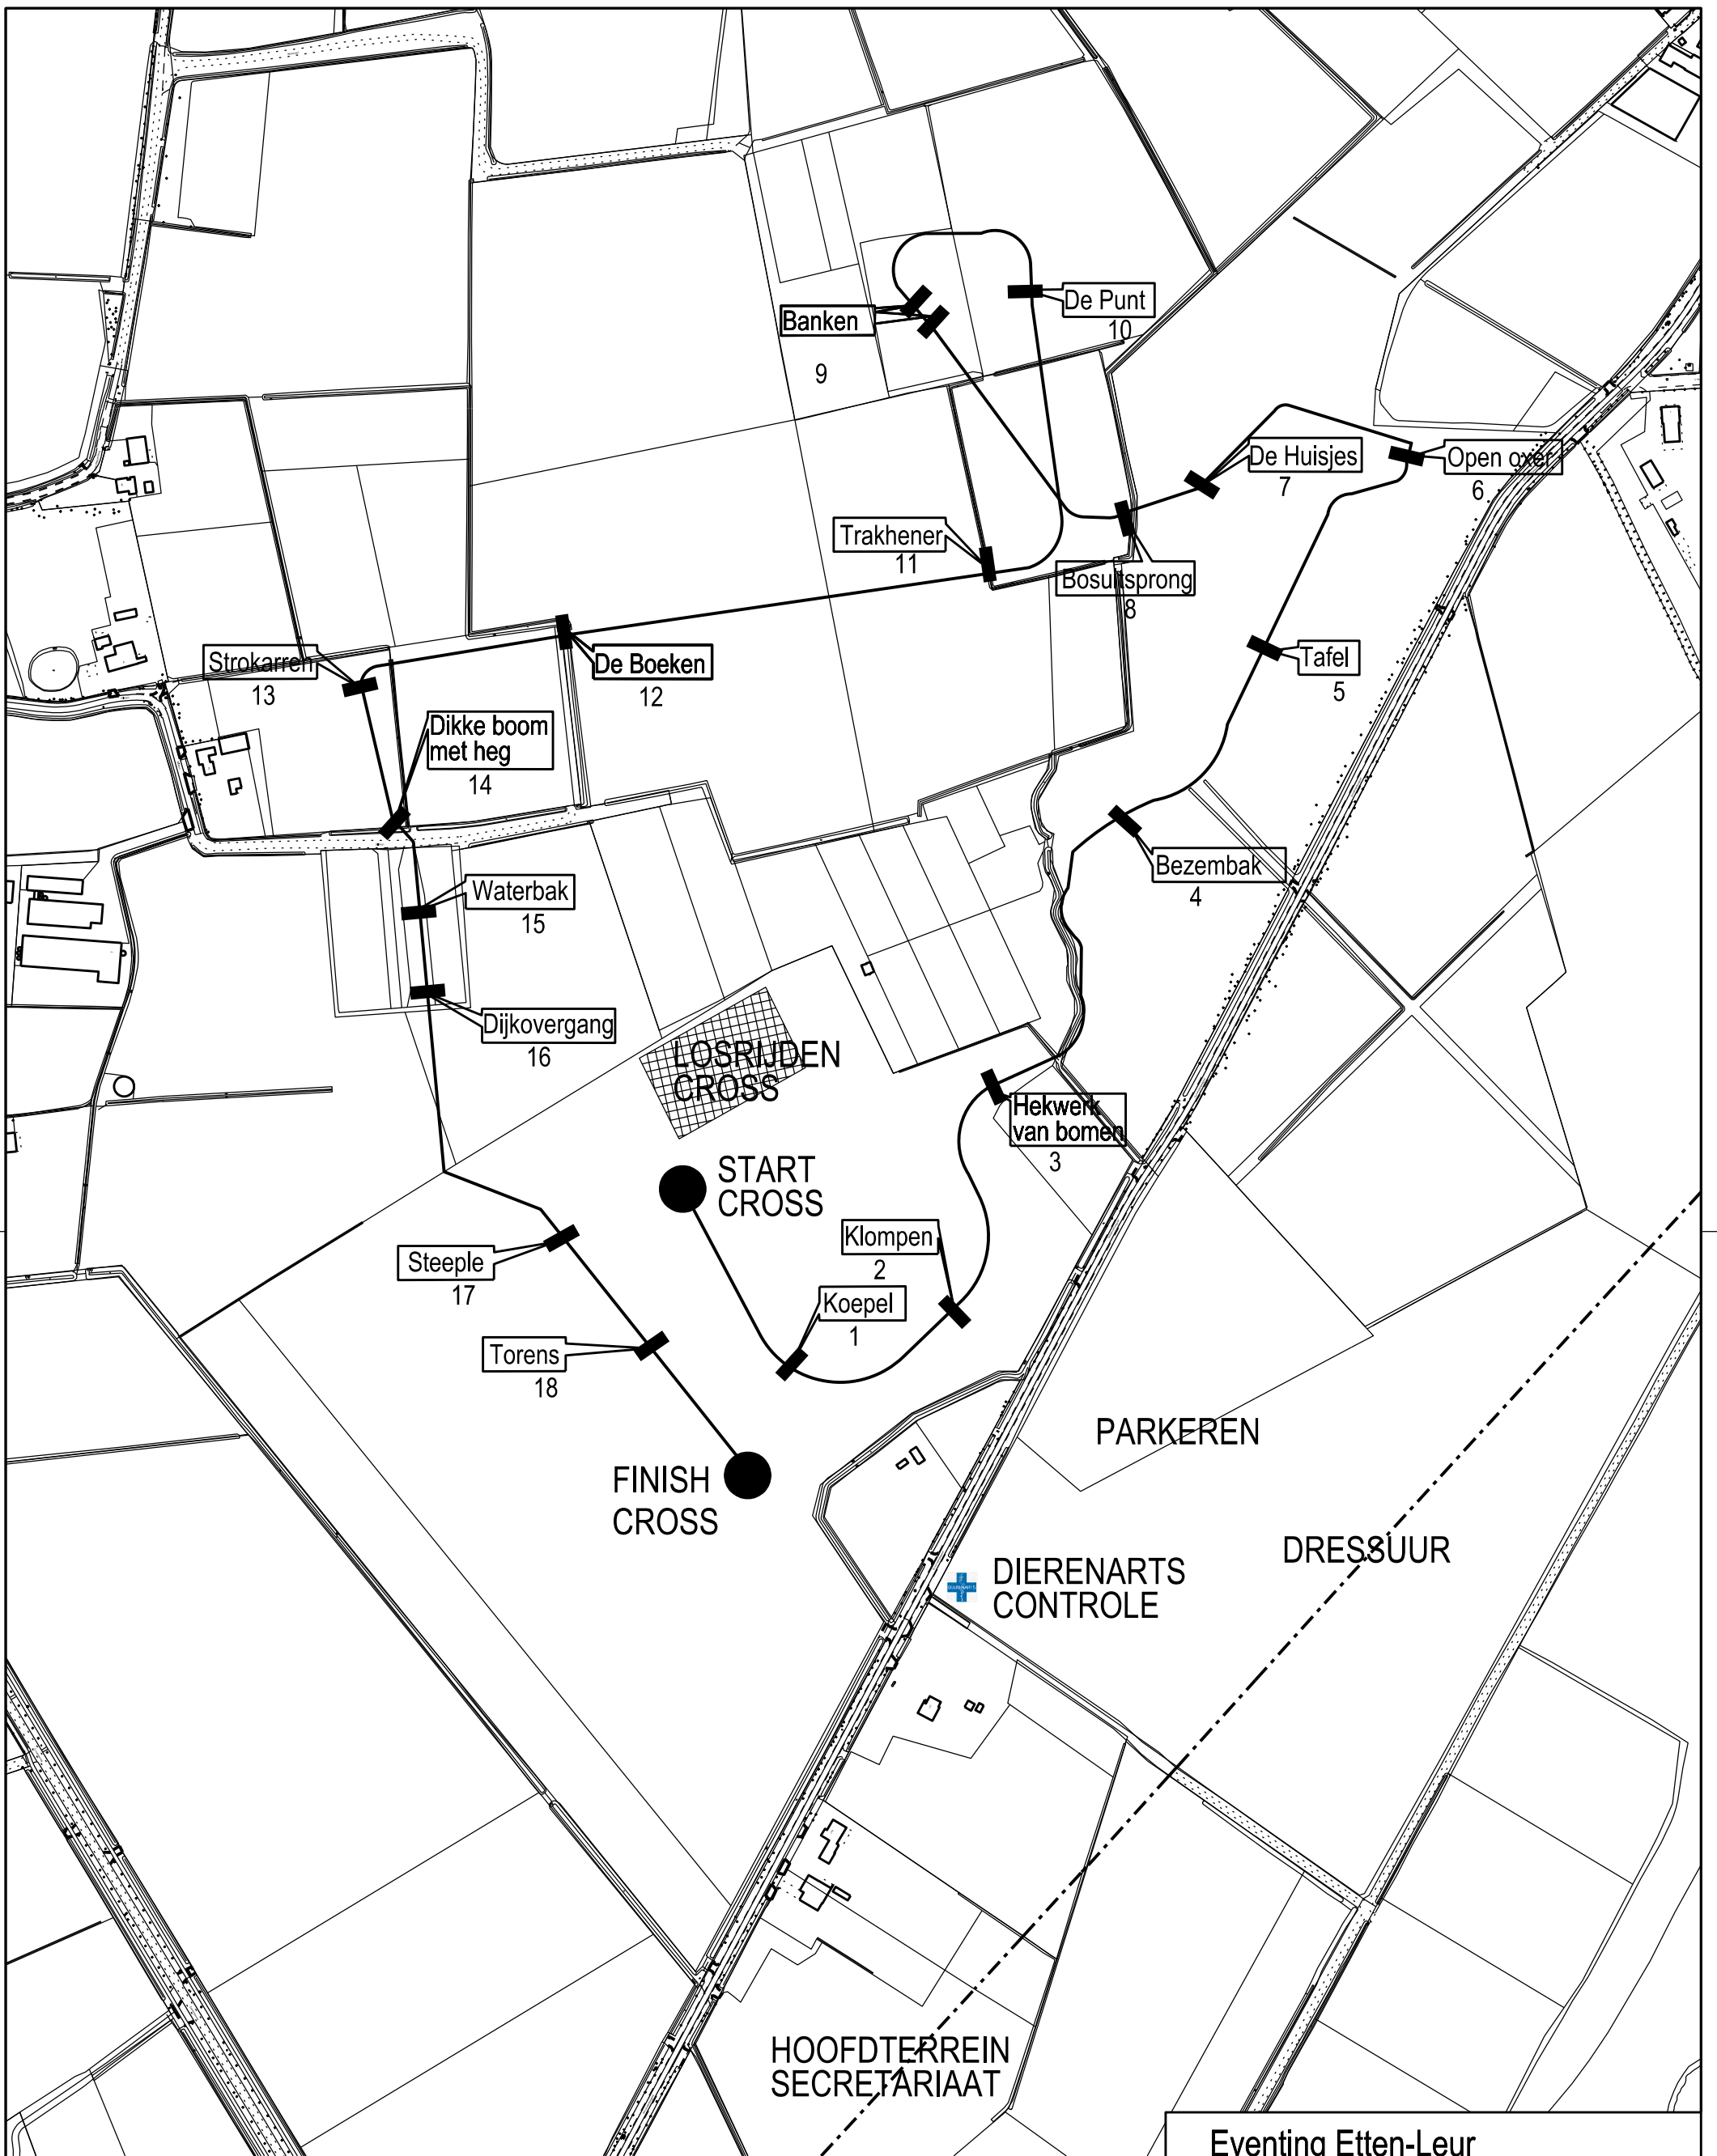 De Punt
10
Banken
9
De Huisjes
7
Open oxer
6
Trakhener
11
Bosuitsprong
8
Strokarren
13
De Boeken
12
Tafel
5
Dikke boom
met heg
14
Bezembak
4
Waterbak
15
Dijkovergang
16
LOSRIJDEN
CROSS
Hekwerk
van bomen
3
START
CROSS
Klompen
2
Steeple
17
Koepel
1
Torens
18
PARKEREN
FINISH
CROSS
DRESSUUR
DIERENARTS
CONTROLE
HOOFDTERREIN
SECRETARIAAT
Eventing Etten-Leur